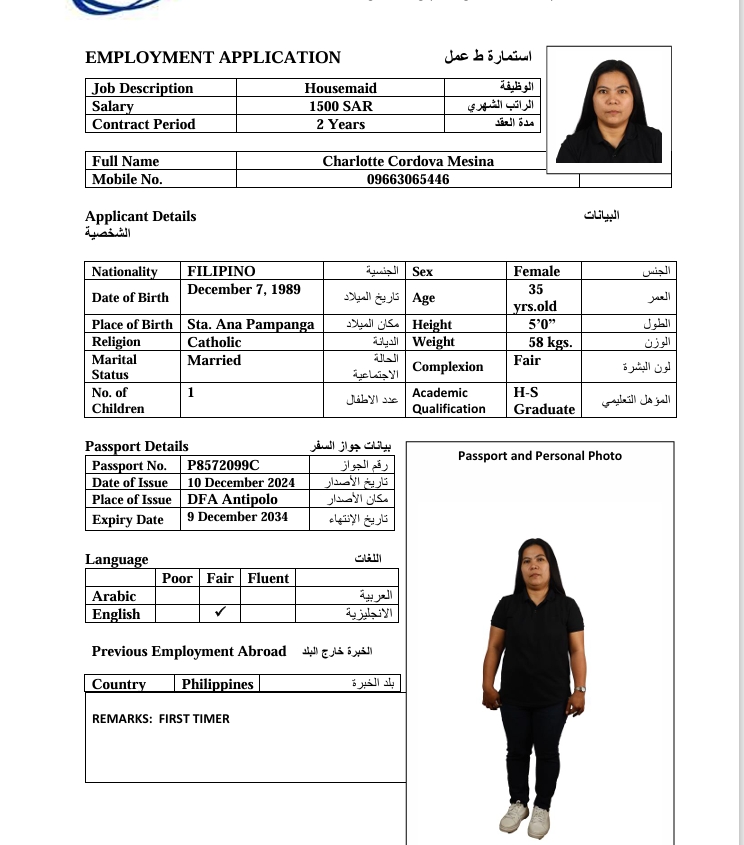 EMPLOYMENT APPLICATION استمارة ط عمل
Job Description Housemaid الوظيفة
Salary 1500 SAR الراتب الشهري
Contract Period 2 Years مدة العقد
Full Name Charlotte Cordova Mesina
Mobile No. 09663065446
Applicant Details البيانات
الشخصية
Nationality FILIPINO الجنسية Sex Female الجنس
Date of Birth December 7, 1989 تاريخ الميلاد Age 35 yrs.old العمر
Place of Birth Sta. Ana Pampanga مكان الميلاد Height 5’0” الطول
Religion Catholic الديانة Weight 58 kgs. الوزن
Marital Status Married الحالة الاجتماعية Complexion Fair لون البشرة
No. of Children 1 عدد الاطفال Academic Qualification H-S Graduate المؤهل التعليمي
Passport Details بيانات جواز السفر
Passport No. P8572099C رقم الجواز
Date of Issue 10 December 2024 تاريخ الأصدار
Place of Issue DFA Antipolo مكان الأصدار
Expiry Date 9 December 2034 تاريخ الإنتهاء
Passport and Personal Photo
Language اللغات
Poor Fair Fluent
Arabic العربية
English ✓ الانجليزية
Previous Employment Abroad الخبرة خارج البلد
Country Philippines بلد الخبرة
REMARKS: FIRST TIMER